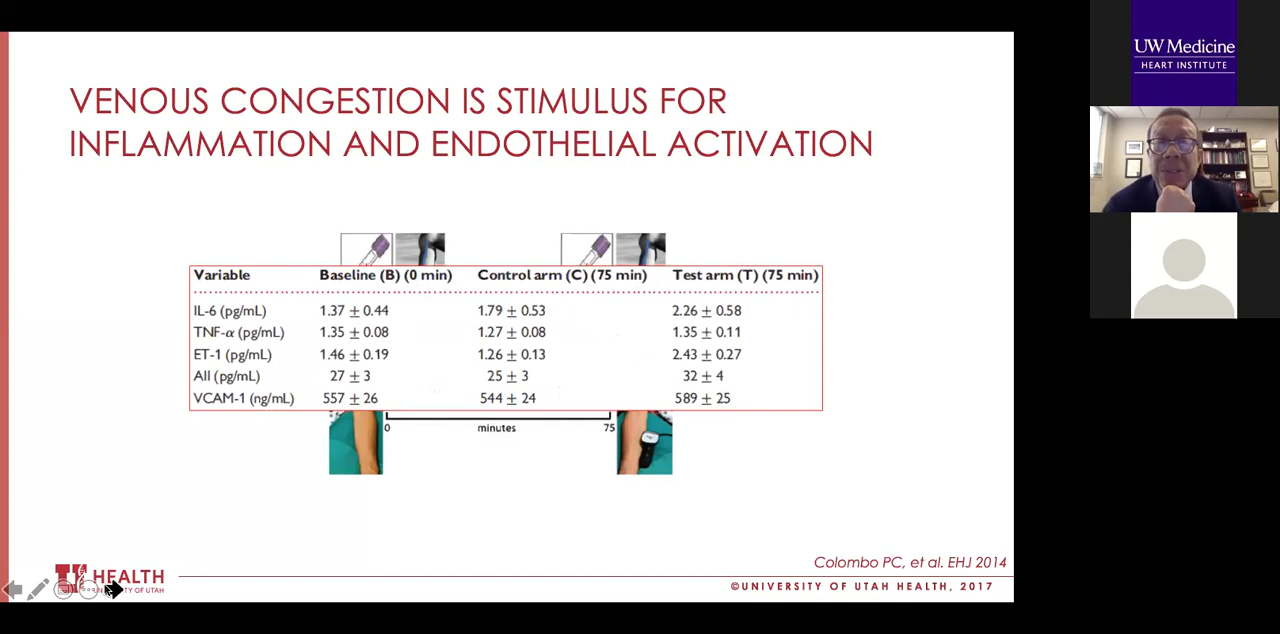 VENOUS CONGESTION IS STIMULUS FOR
INFLAMMATION AND ENDOTHELIAL ACTIVATION
Variable Baseline (B) (0 min) Control arm (C) (75 min) Test arm (T) (75 min)
IL-6 (pg/mL) 1.37 ± 0.44 1.79 ± 0.53 2.26 ± 0.58
TNF-α (pg/mL) 1.35 ± 0.08 1.27 ± 0.08 1.35 ± 0.11
ET-1 (pg/mL) 1.46 ± 0.19 1.26 ± 0.13 2.43 ± 0.27
AII (pg/mL) 27 ± 3 25 ± 3 32 ± 4
VCAM-1 (ng/mL) 557 ± 26 544 ± 24 589 ± 25
0 minutes 75
Colombo PC, et al. EHJ 2014
HEALTH
OF UTAH
©UNIVERSITY OF UTAH HEALTH, 2017
UW Medicine
HEART INSTITUTE